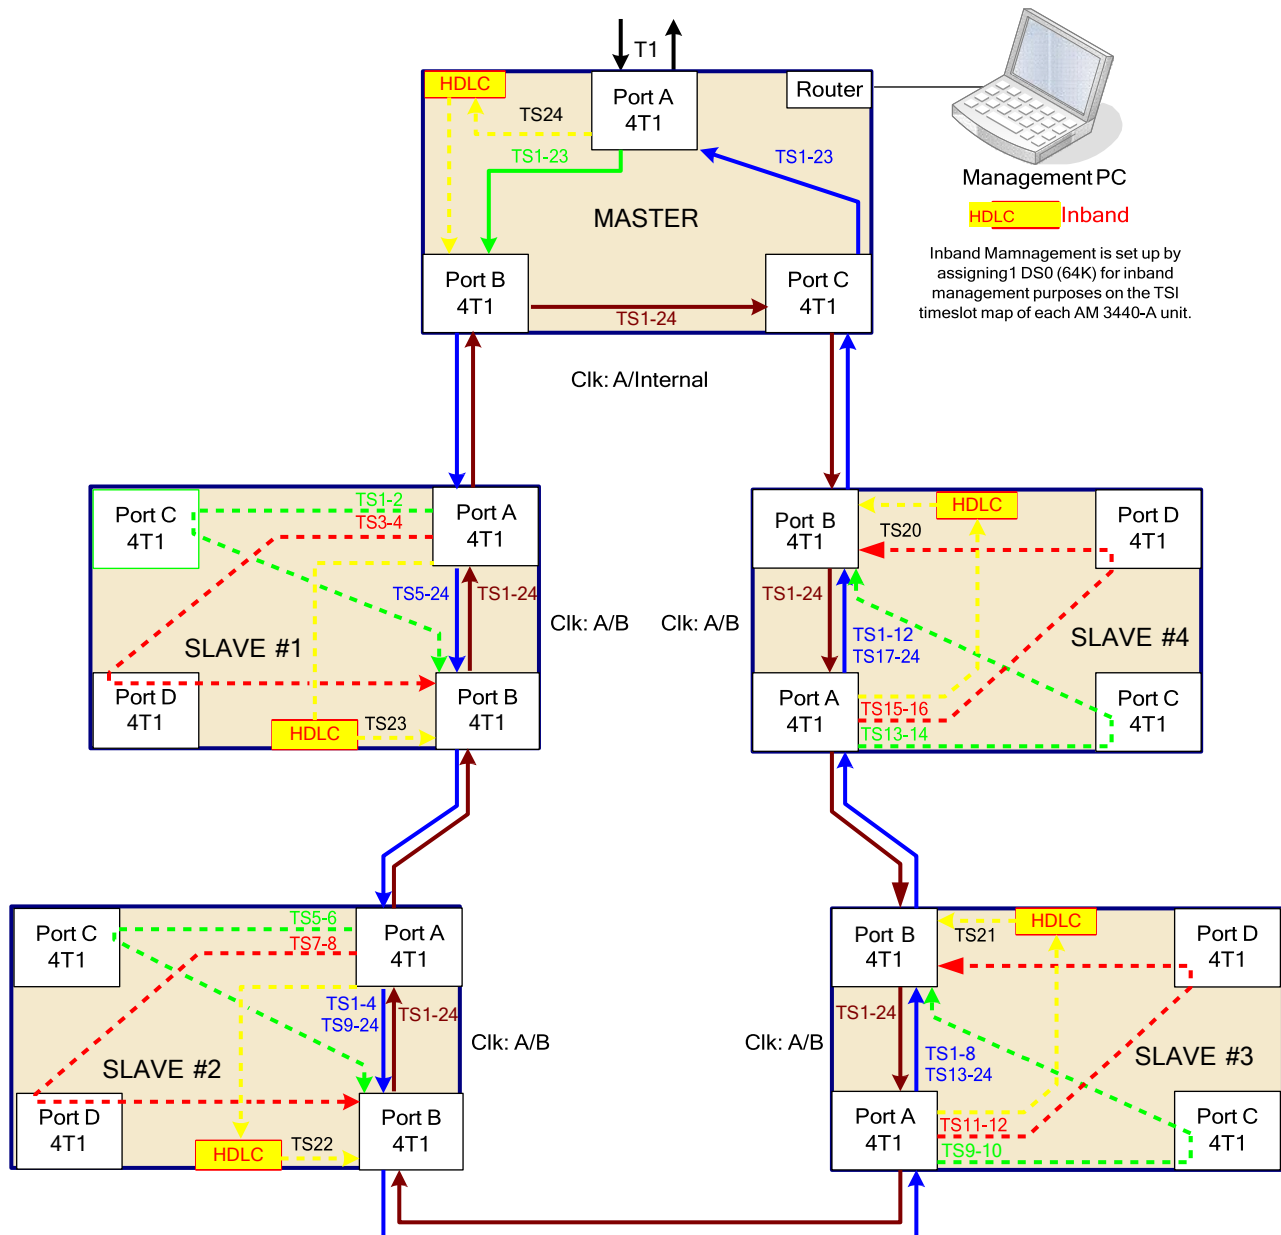 T1
HDLC
Port A
4T1
Router
TS24
TS1-23
TS1-23
MASTER
Port B
4T1
Port C
4T1
TS1-24
Management PC
HDLC Inband
Inband Mamnagement is set up by
assigning 1 DS0 (64K) for inband
management purposes on the TSI
timeslot map of each AM 3440-A unit.
Clk: A/Internal
Port C
4T1
TS1-2
TS3-4
Port A
4T1
TS5-24
TS1-24
SLAVE #1
Port D
4T1
HDLC
TS23
Port B
4T1
Clk: A/B
Clk: A/B
Port B
4T1
HDLC
TS20
Port D
4T1
TS1-24
TS1-12
TS17-24
SLAVE #4
Port A
4T1
TS15-16
TS13-14
Port C
4T1
Port C
4T1
TS5-6
TS7-8
Port A
4T1
TS1-4
TS9-24
TS1-24
SLAVE #2
Port D
4T1
HDLC
TS22
Port B
4T1
Clk: A/B
Clk: A/B
Port B
4T1
HDLC
TS21
Port D
4T1
TS1-24
TS1-8
TS13-24
SLAVE #3
Port A
4T1
TS11-12
TS9-10
Port C
4T1